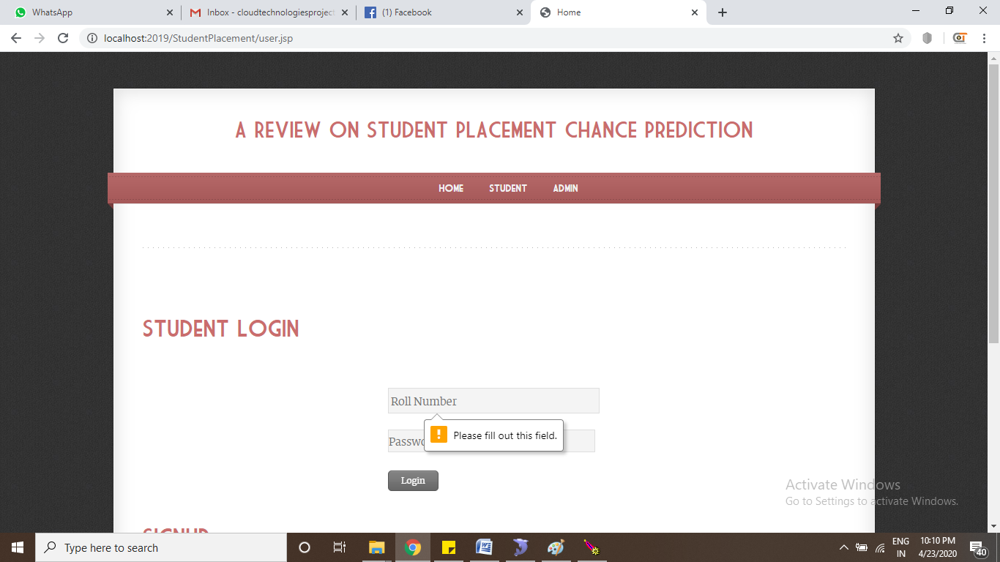 WhatsApp
Inbox - cloudtechnologiesproject
(1) Facebook
Home
localhost:2019/StudentPlacement/user.jsp
A REVIEW ON STUDENT PLACEMENT CHANCE PREDICTION
HOME STUDENT ADMIN
STUDENT LOGIN
Roll Number
Please fill out this field.
Passwo
Login
Activate Windows
Go to Settings to activate Windows.
SIGNUP
Type here to search
ENG
IN
10:10 PM
4/23/2020
40